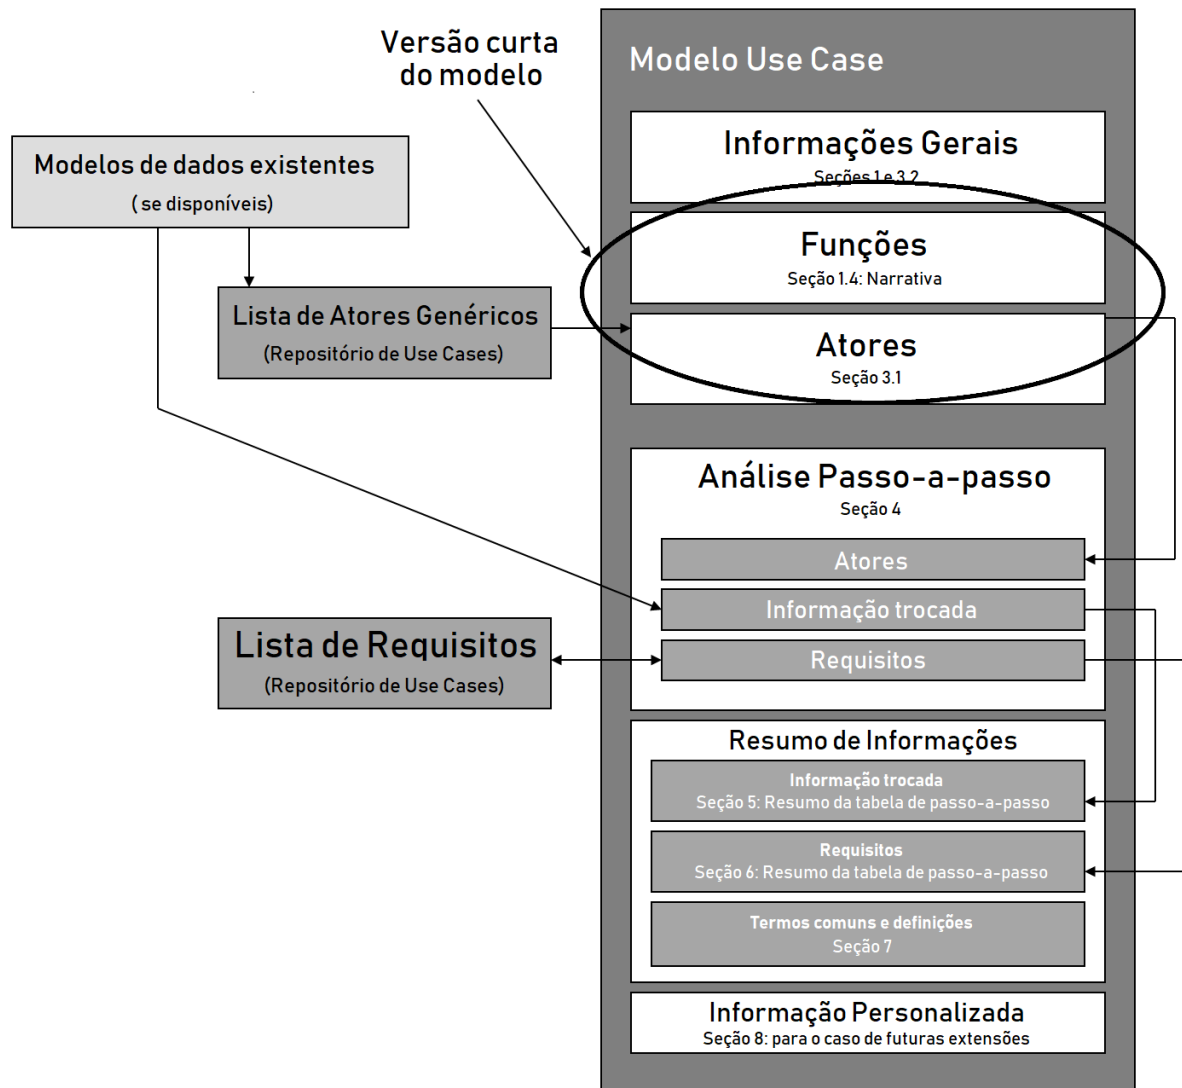 Versão curta
do modelo
Modelo Use Case
Informações Gerais
Seções 1 e 3.2
Modelos de dados existentes
( se disponíveis)
Funções
Seção 1.4: Narrativa
Lista de Atores Genéricos
(Repositório de Use Cases)
Atores
Seção 3.1
Análise Passo-a-passo
Seção 4
Atores
Informação trocada
Lista de Requisitos
(Repositório de Use Cases)
Requisitos
Resumo de Informações
Informação trocada
Seção 5: Resumo da tabela de passo-a-passo
Requisitos
Seção 6: Resumo da tabela de passo-a-passo
Termos comuns e definições
Seção 7
Informação Personalizada
Seção 8: para o caso de futuras extensões